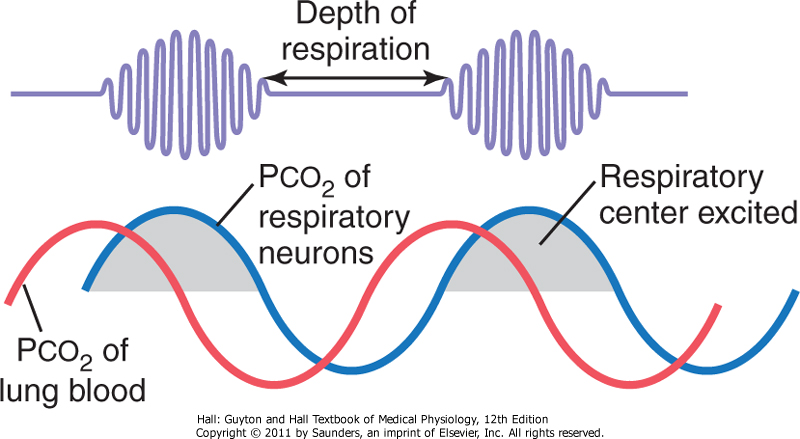 Depth of
respiration
PCO₂ of
respiratory
neurons
Respiratory
center excited
PCO₂ of
lung blood
Hall: Guyton and Hall Textbook of Medical Physiology, 12th Edition
Copyright © 2011 by Saunders, an imprint of Elsevier, Inc. All rights reserved.